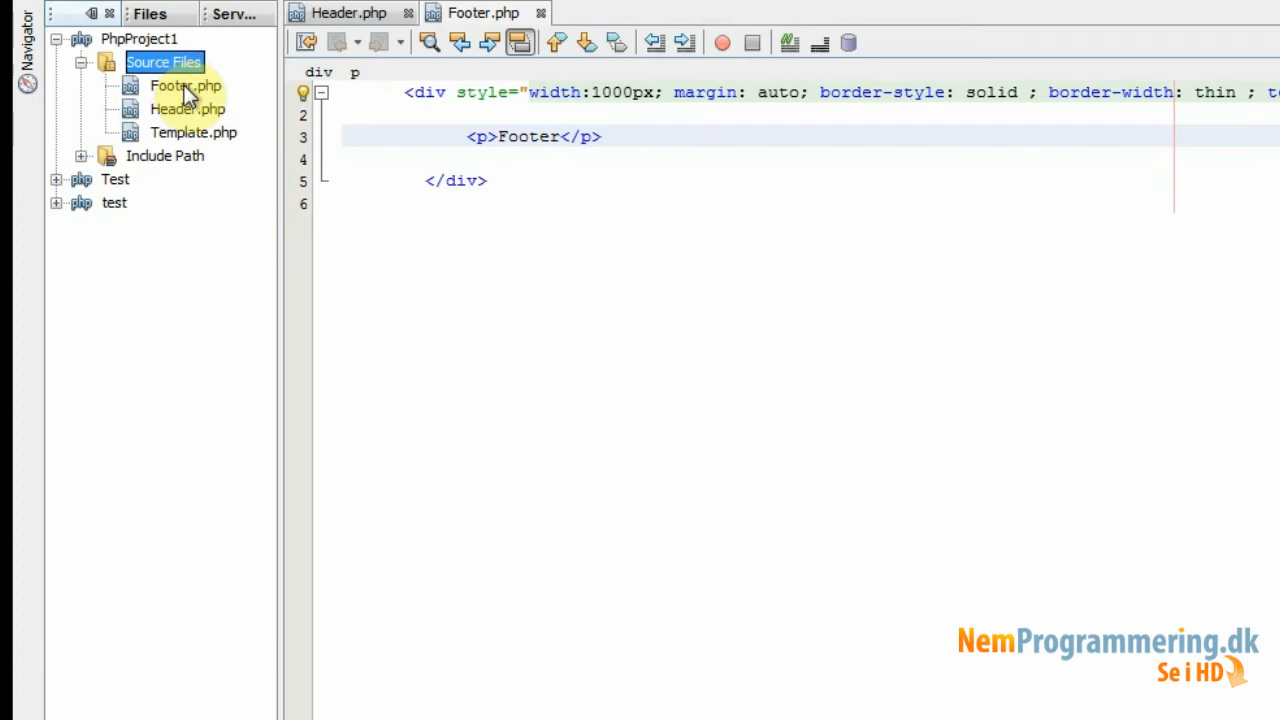 Navigator
Files
Serv...
PhpProject1
Source Files
Footer.php
Header.php
Template.php
Include Path
Test
test
Header.php
Footer.php
div p
<div style="width:1000px; margin: auto; border-style: solid ; border-width: thin ; te
2
3 <p>Footer</p>
4
5 </div>
6
NemProgrammering.dk
Se i HD